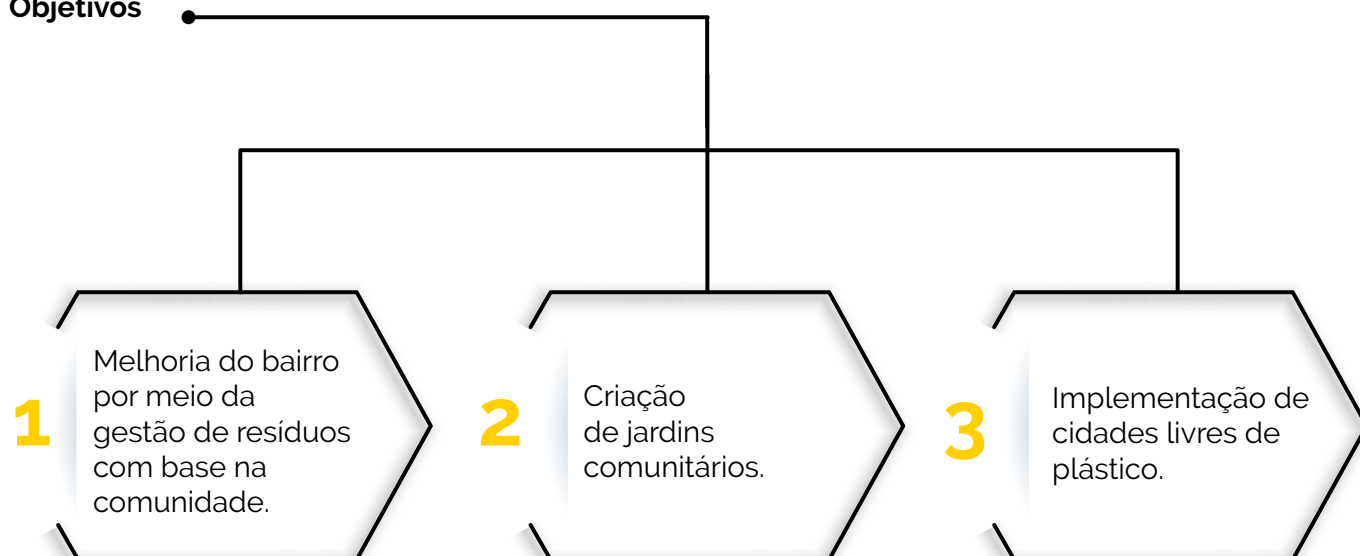 Objetivos
1
Melhoria do bairro
por meio da
gestão de resíduos
com base na
comunidade.
2
Criação
de jardins
comunitários.
3
Implementação de
cidades livres de
plástico.